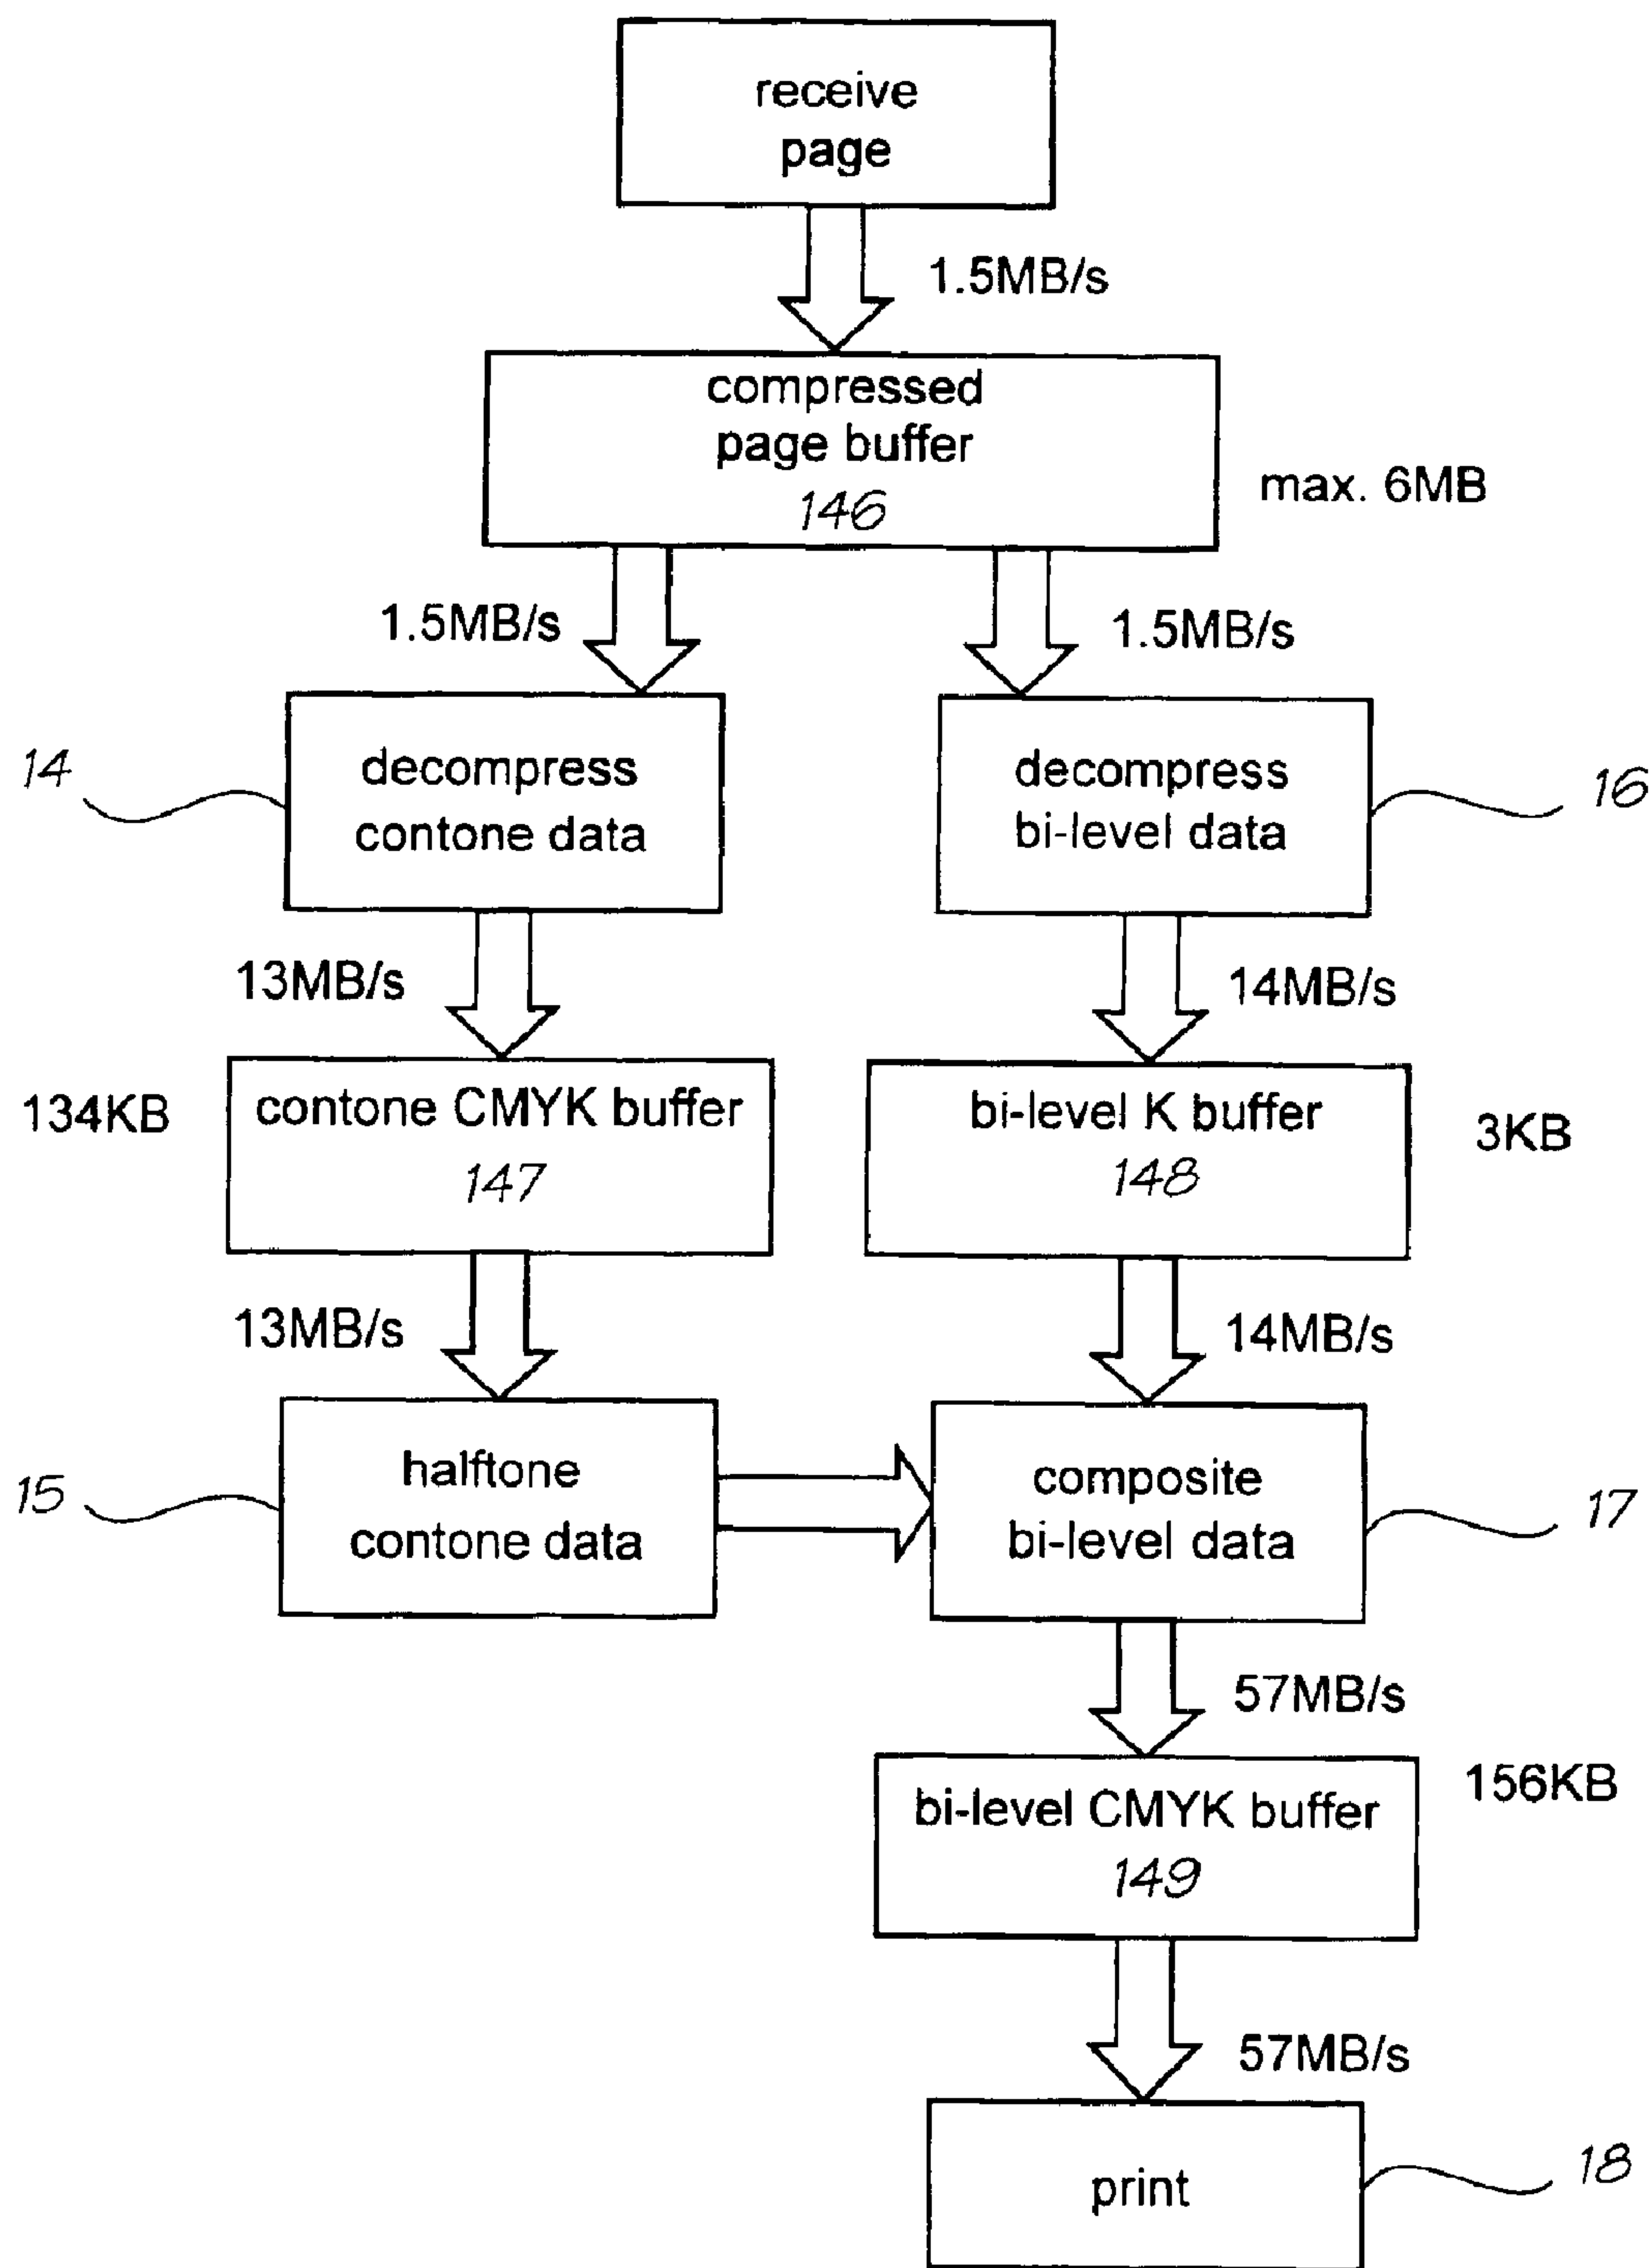 receive
page
1.5MB/s
compressed
page buffer
146
max. 6MB
1.5MB/s
1.5MB/s
14
decompress
contone data
decompress
bi-level data
16
13MB/s
14MB/s
134KB
contone CMYK buffer
147
bi-level K buffer
148
3KB
13MB/s
14MB/s
15
halftone
contone data
composite
bi-level data
17
57MB/s
bi-level CMYK buffer
149
156KB
57MB/s
print
18